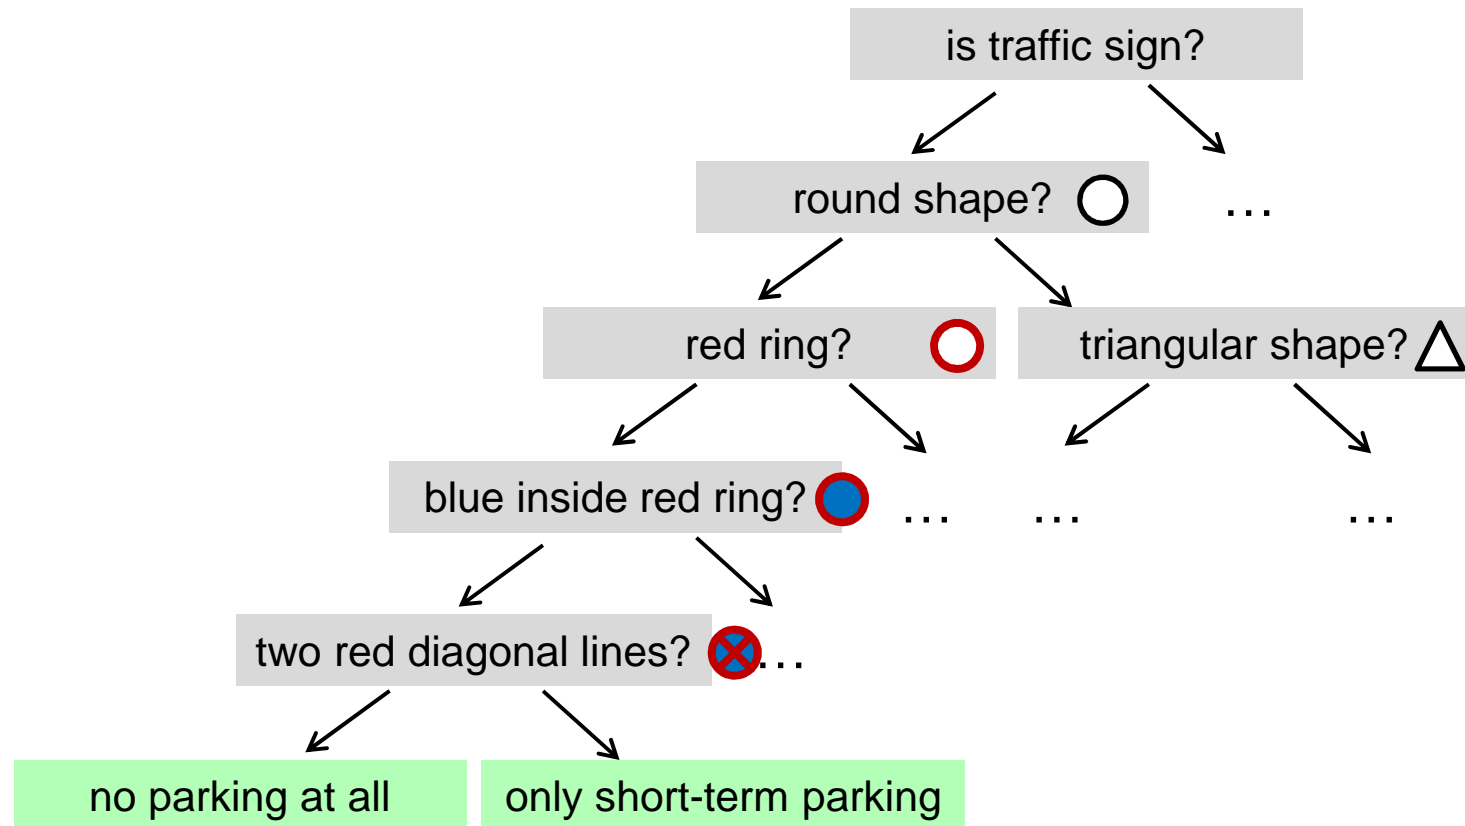 is traffic sign?
round shape?
…
red ring?
triangular shape?
blue inside red ring?
…
…
…
two red diagonal lines?
…
no parking at all
only short-term parking